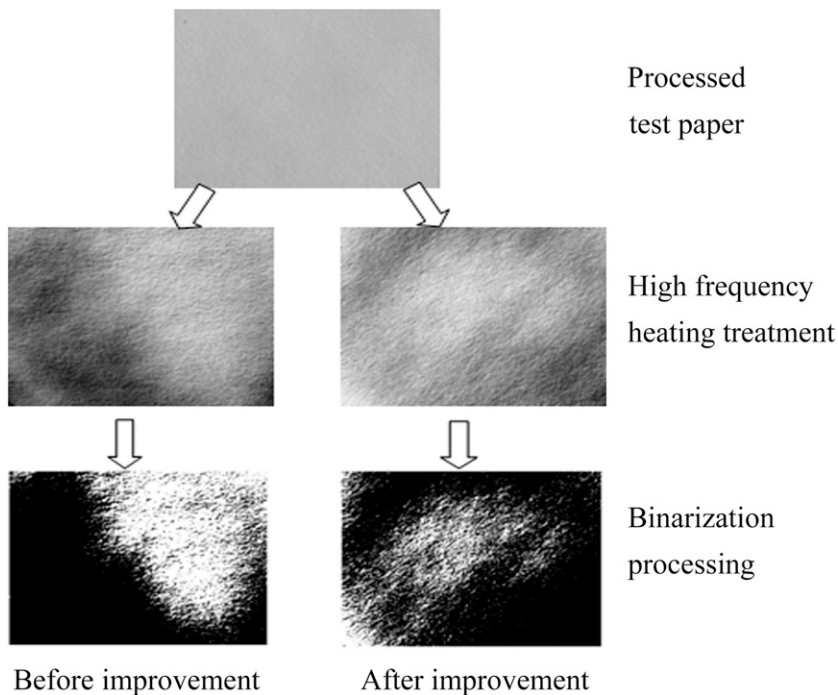 Processed
test paper
High frequency
heating treatment
Binarization
processing
Before improvement
After improvement